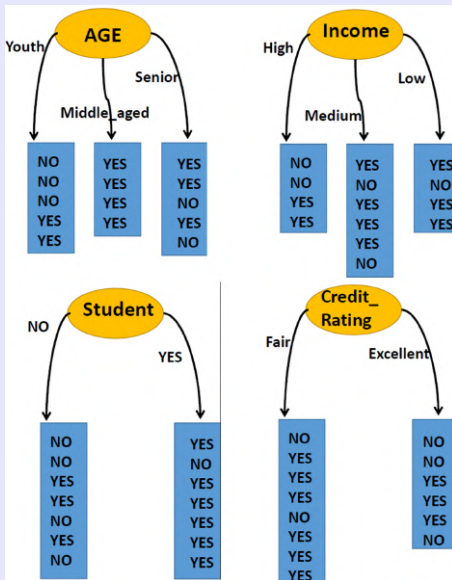 AGE
Youth
Senior
Middle_aged
NO
NO
NO
YES
YES
YES
YES
YES
YES
YES
YES
NO
YES
NO
Income
High
Low
Medium
NO
NO
YES
YES
YES
NO
YES
YES
YES
NO
YES
NO
YES
YES
Student
NO
YES
NO
NO
YES
YES
NO
YES
NO
YES
NO
YES
YES
YES
YES
YES
Credit_
Rating
Fair
Excellent
NO
YES
YES
YES
NO
YES
YES
YES
NO
NO
YES
YES
YES
NO